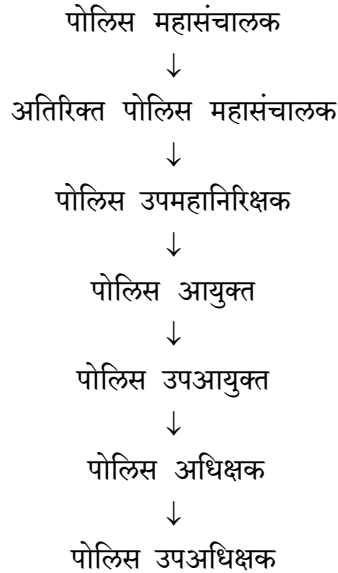 पोलिस महासंचालक
↓
अतिरिक्त पोलिस महासंचालक
↓
पोलिस उपमहानिरिक्षक
↓
पोलिस आयुक्त
↓
पोलिस उपआयुक्त
↓
पोलिस अधिक्षक
↓
पोलिस उपअधिक्षक